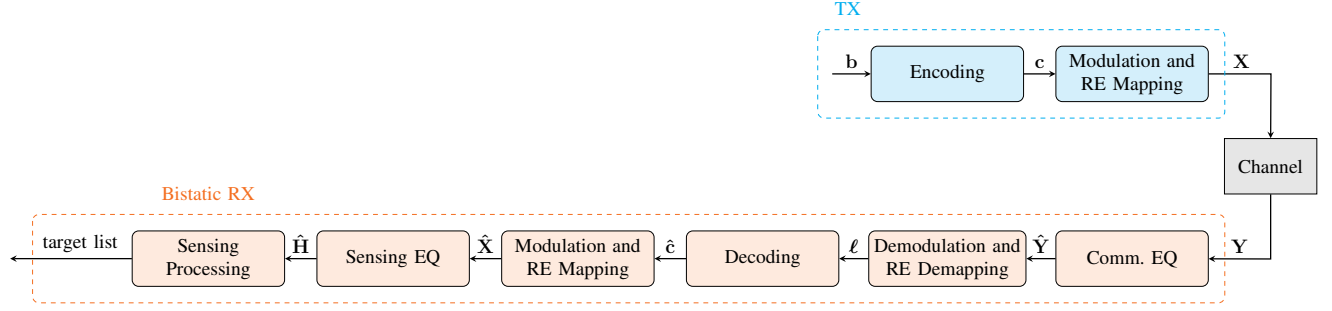 TX
b
Encoding
c
Modulation and
RE Mapping
X
Channel
Bistatic RX
target list
Sensing
Processing
Ĥ
Sensing EQ
X̂
Modulation and
RE Mapping
ĉ
Decoding
ℓ
Demodulation and
RE Demapping
Ŷ
Comm. EQ
Y